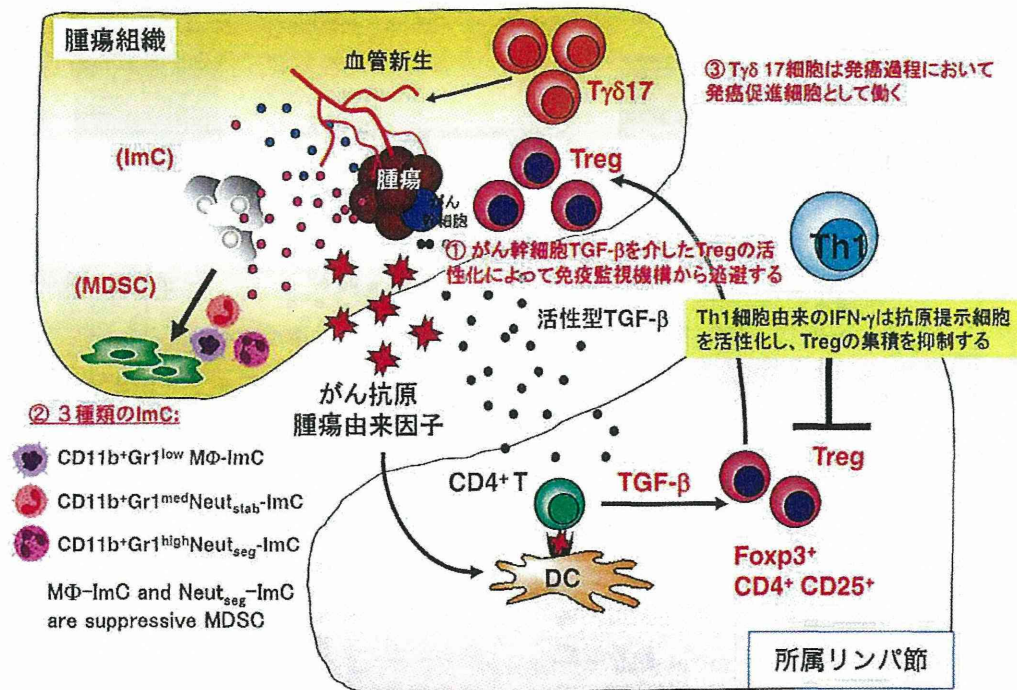 腫瘍組織
血管新生
Tγδ17
③ Tγδ 17細胞は発癌過程において
発癌促進細胞として働く
(ImC)
腫瘍
がん
幹細胞
Treg
Th1
① がん幹細胞TGF-βを介したTregの活
性化によって免疫監視機構から逃避する
(MDSC)
活性型TGF-β
Th1細胞由来のIFN-γは抗原提示細胞
を活性化し、Tregの集積を抑制する
がん抗原
腫瘍由来因子
② ３種類のImC:
CD11b⁺Gr1ˡᵒʷ MΦ-ImC
CD11b⁺Gr1ᵐᵉᵈNeut_stab-ImC
CD11b⁺Gr1ʰⁱᵍʰNeut_seg-ImC
MΦ-ImC and Neut_seg-ImC
are suppressive MDSC
CD4⁺ T
TGF-β
Treg
DC
Foxp3⁺
CD4⁺ CD25⁺
所属リンパ節